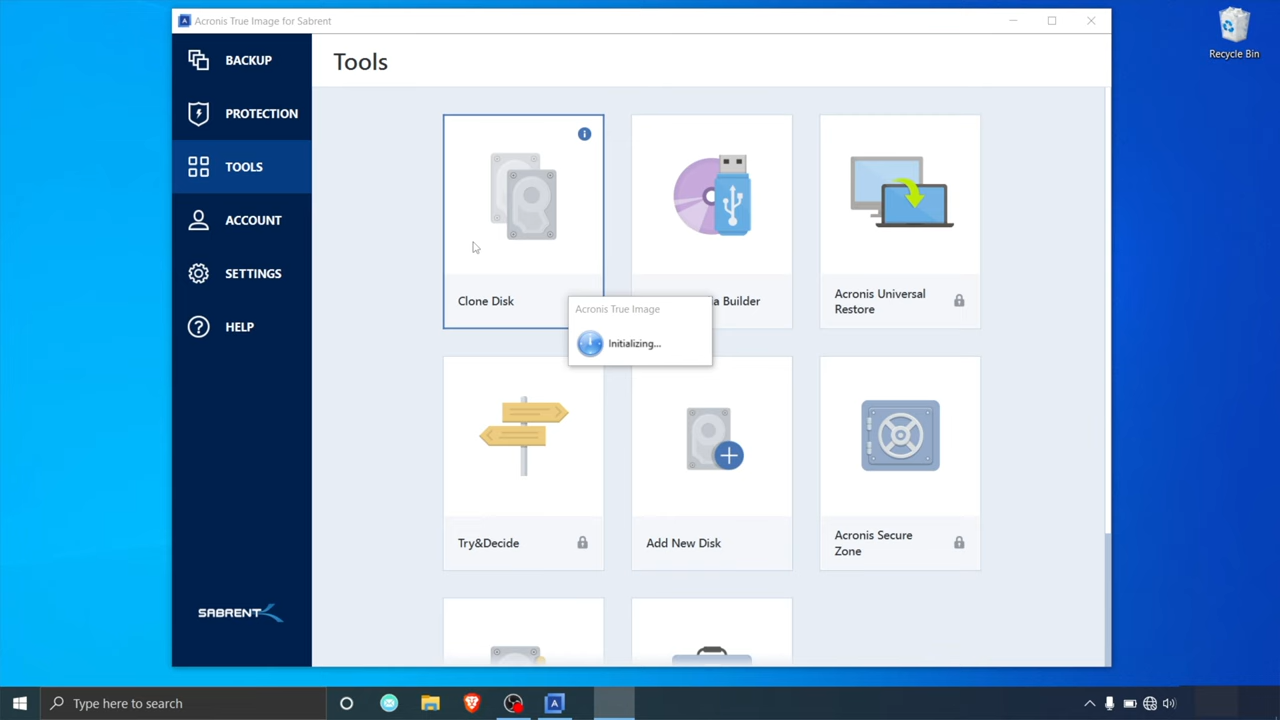 Acronis True Image for Sabrent
Recycle Bin
BACKUP
PROTECTION
TOOLS
ACCOUNT
SETTINGS
HELP
SABRENT
Tools
Clone Disk
a Builder
Acronis Universal
Restore
Acronis True Image
Initializing...
Try&Decide
Add New Disk
Acronis Secure
Zone
Type here to search